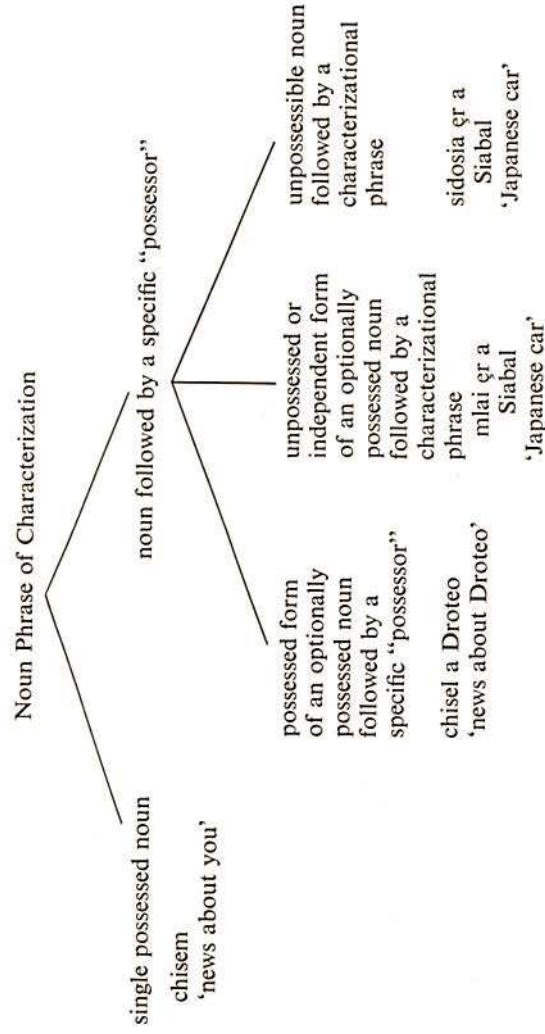 Noun Phrase of Characterization
single possessed noun
chisem
‘news about you’
noun followed by a specific “possessor”
possessed form
of an optionally
possessed noun
followed by a
specific “possessor”
chisel a Droteo
‘news about Droteo’
unpossessed or
independent form
of an optionally
possessed noun
followed by a
characterizational
phrase
mlai ęr a
Siabal
‘Japanese car’
unpossessible noun
followed by a
characterizational
phrase
sidosia ęr a
Siabal
‘Japanese car’